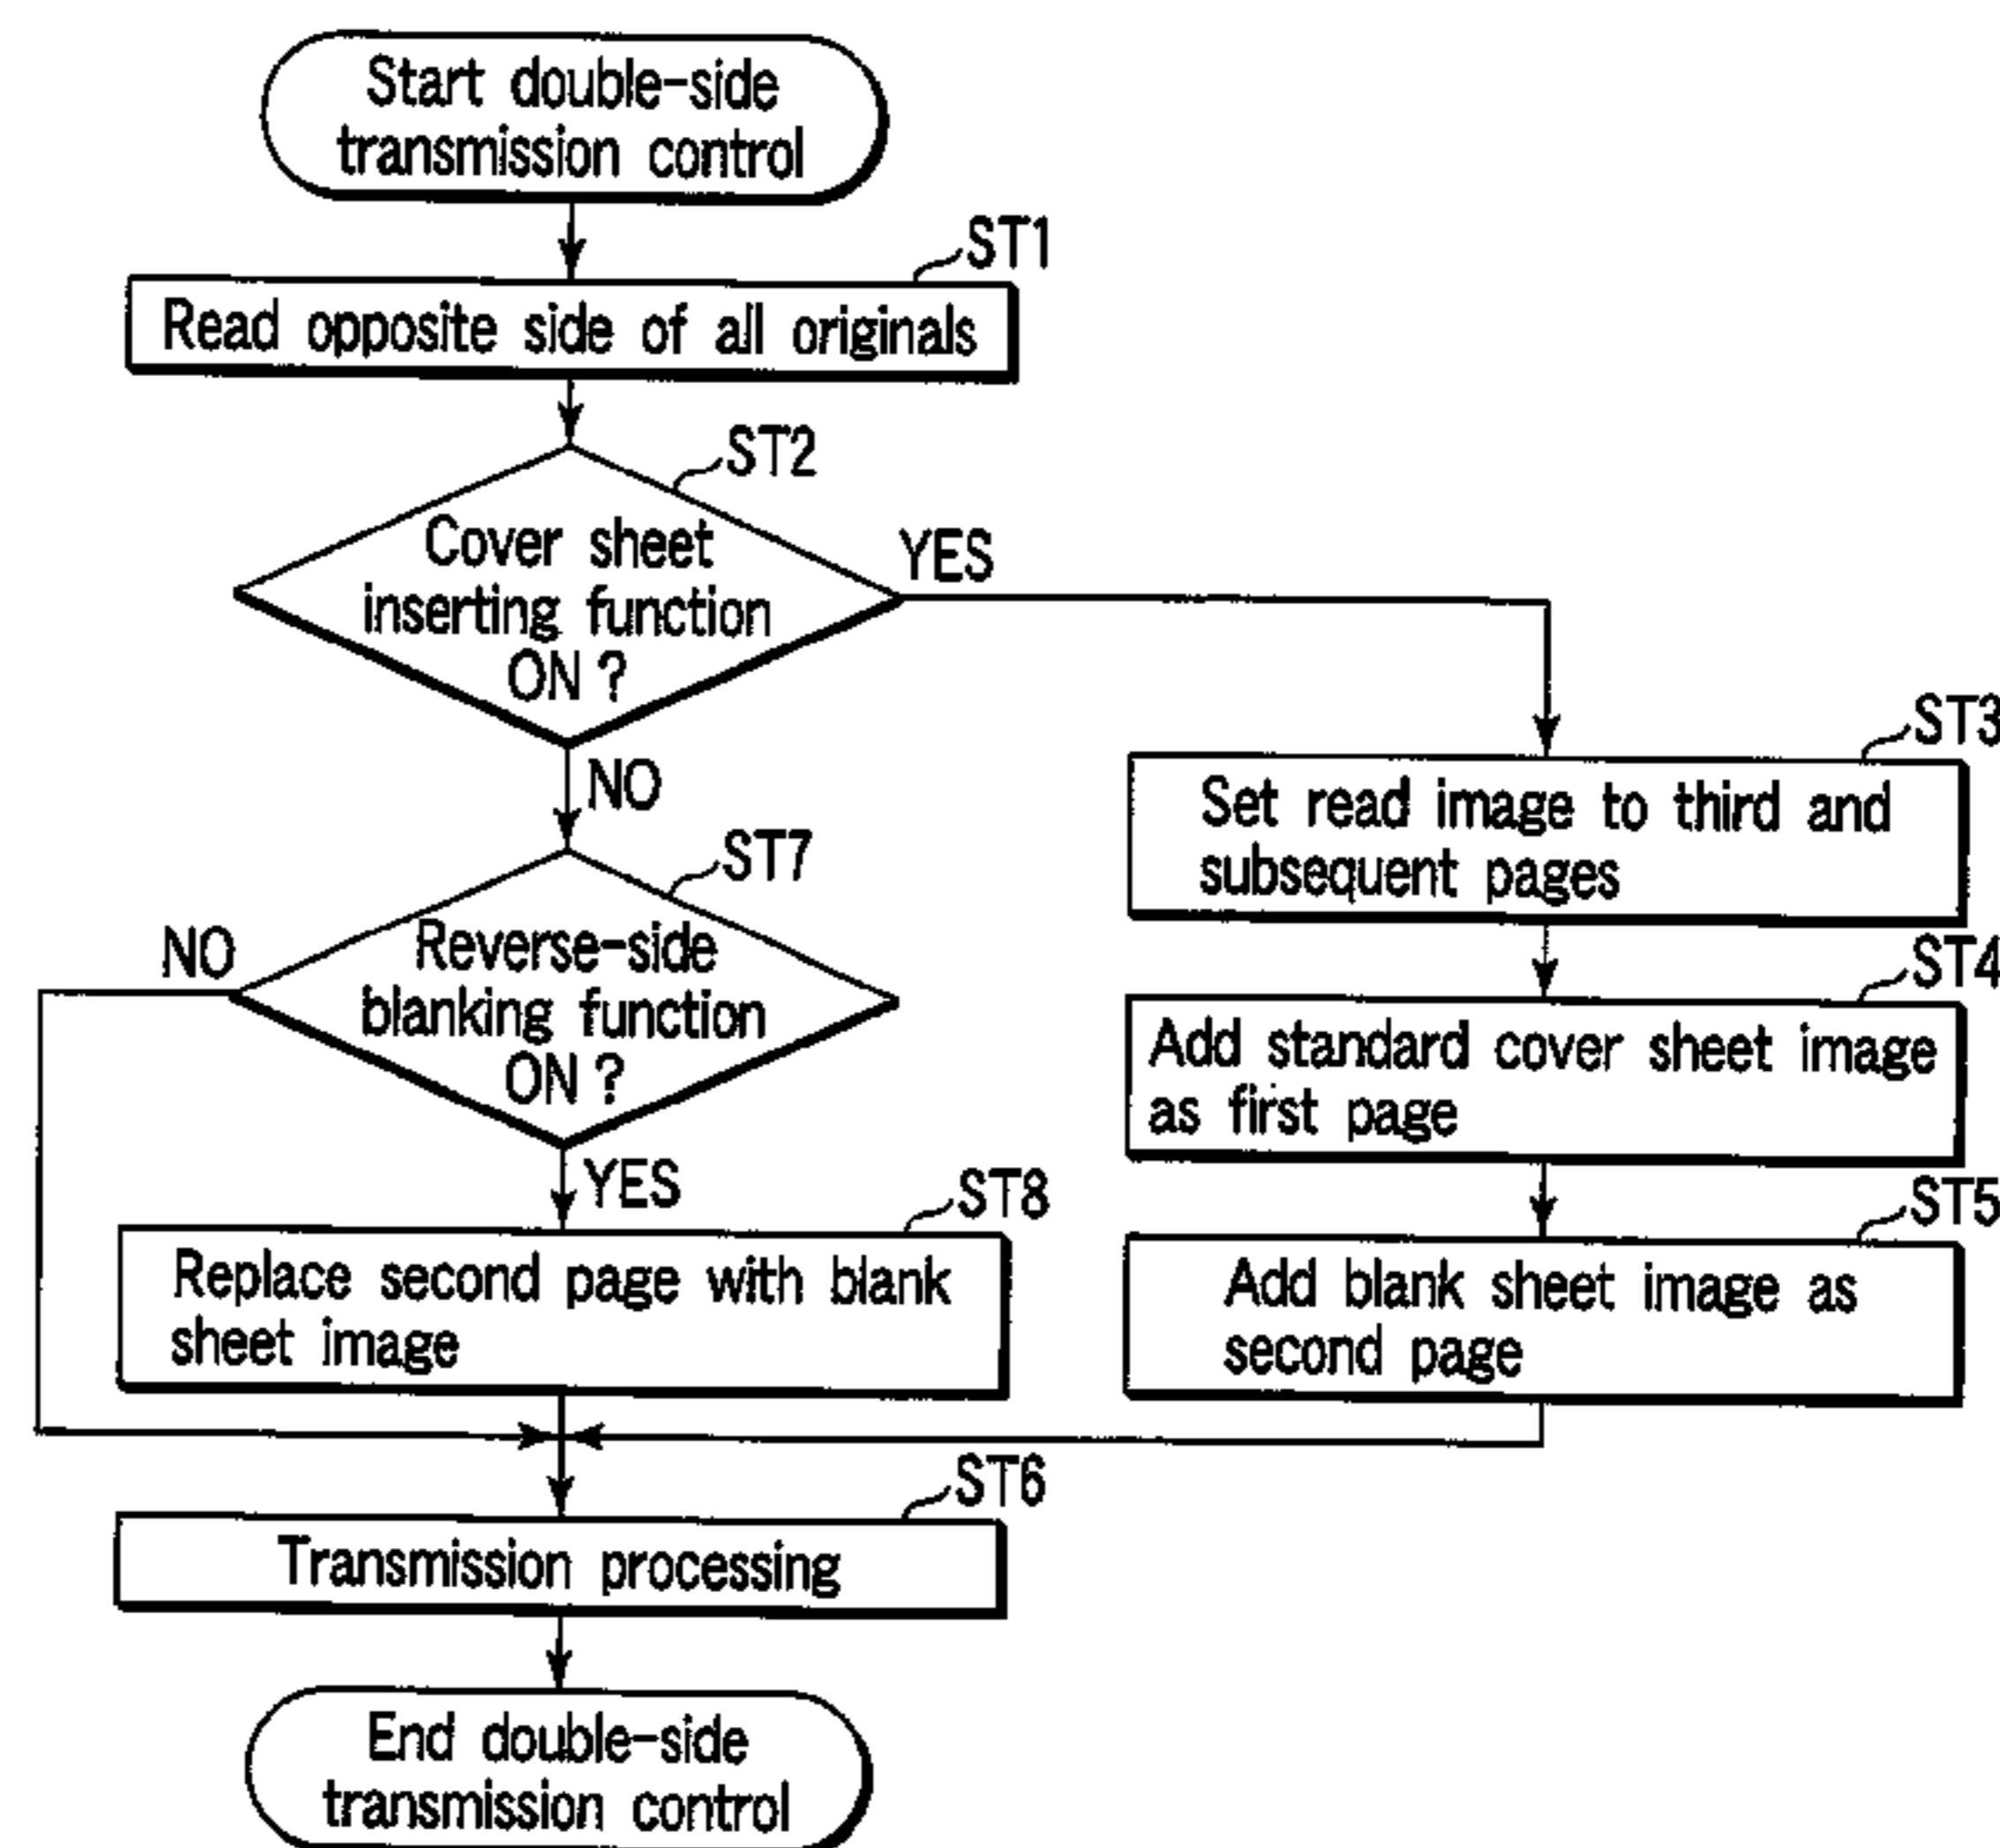 Start double-side
transmission control
ST1
Read opposite side of all originals
ST2
Cover sheet
inserting function
ON ?
YES
NO
ST3
Set read image to third and
subsequent pages
ST4
Add standard cover sheet image
as first page
ST5
Add blank sheet image as
second page
ST7
Reverse-side
blanking function
ON ?
NO
YES
ST8
Replace second page with blank
sheet image
ST6
Transmission processing
End double-side
transmission control